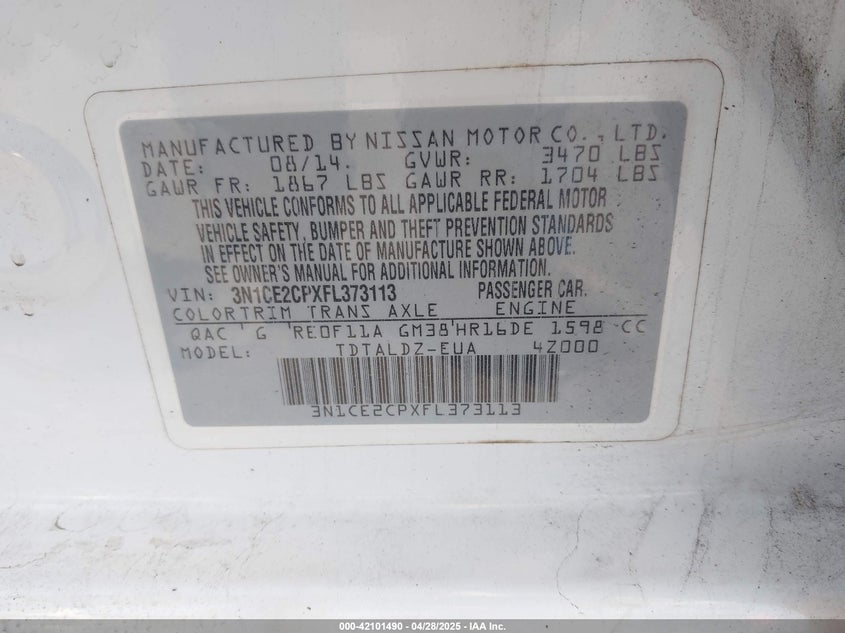 MANUFACTURED BY NISSAN MOTOR CO., LTD.
DATE: 08/14. GVWR: 3470 LBS
GAWR FR: 1867 LBS GAWR RR: 1704 LBS
THIS VEHICLE CONFORMS TO ALL APPLICABLE FEDERAL MOTOR
VEHICLE SAFETY, BUMPER AND THEFT PREVENTION STANDARDS
IN EFFECT ON THE DATE OF MANUFACTURE SHOWN ABOVE.
SEE OWNER'S MANUAL FOR ADDITIONAL INFORMATION.
VIN: 3N1CE2CPXFL373113 PASSENGER CAR.
COLORTRIM TRANS AXLE ENGINE
QAC G RE0F11A GM38 HR16DE 1598 CC
MODEL: TDTALDZ-EUA 4Z000
3N1CE2CPXFL373113
000-42101490 | 04/28/2025 | IAA Inc.